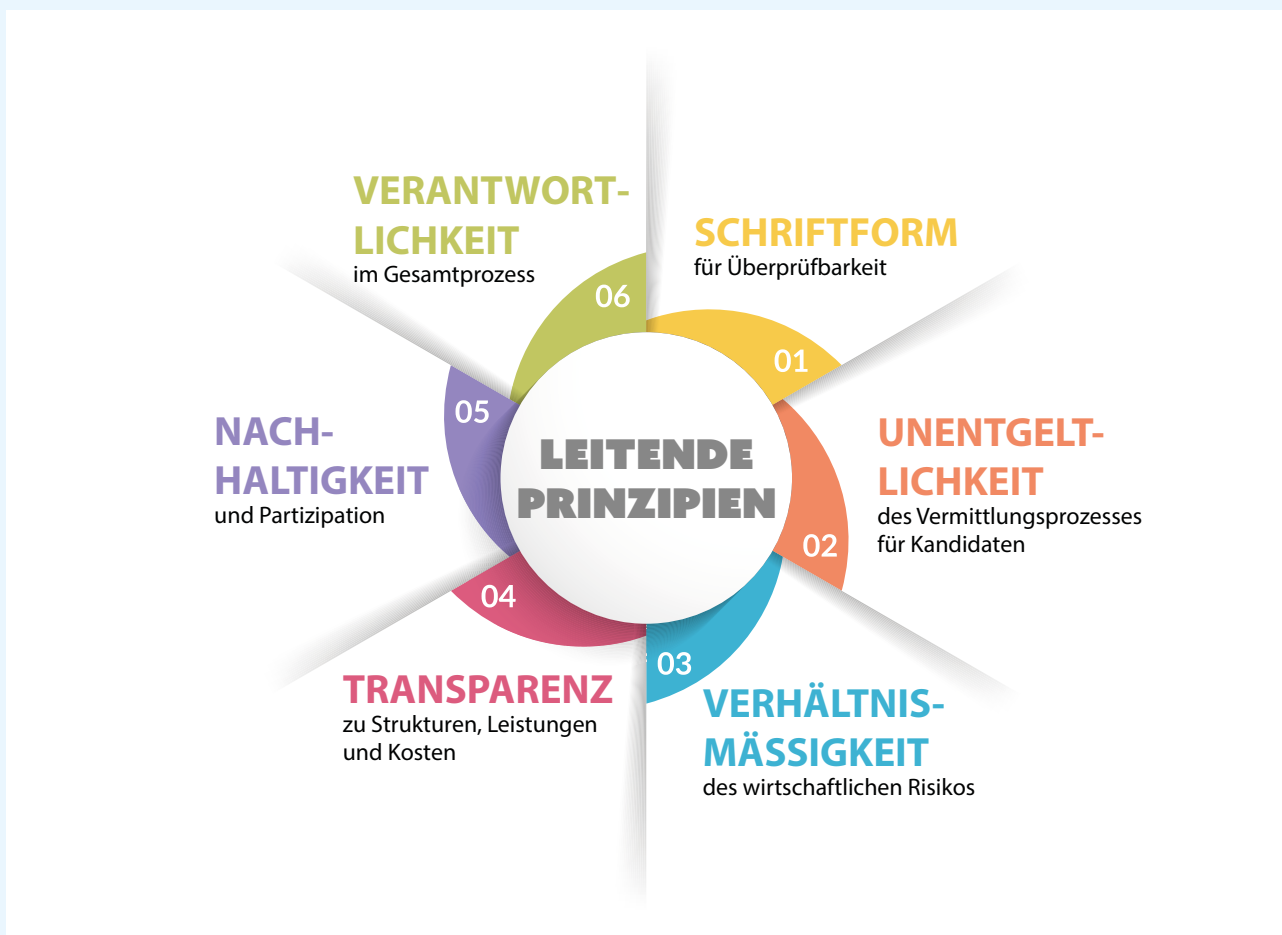 LEITENDE
PRINZIPIEN
01
SCHRIFTFORM
für Überprüfbarkeit
02
UNENTGELT-
LICHKEIT
des Vermittlungsprozesses
für Kandidaten
03
VERHÄLTNIS-
MÄSSIGKEIT
des wirtschaftlichen Risikos
04
TRANSPARENZ
zu Strukturen, Leistungen
und Kosten
05
NACH-
HALTIGKEIT
und Partizipation
06
VERANTWORT-
LICHKEIT
im Gesamtprozess